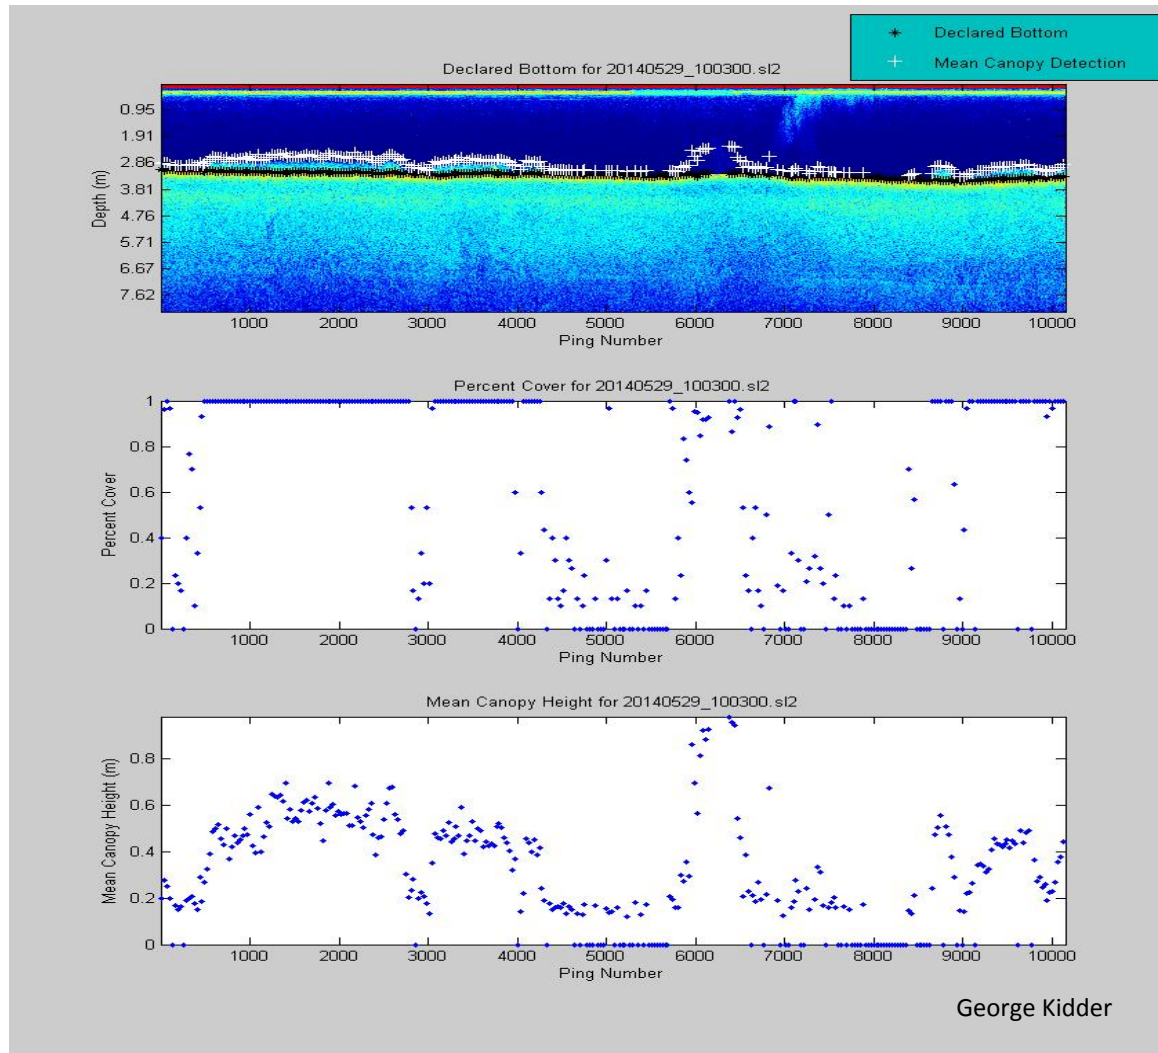 Declared Bottom
Mean Canopy Detection
Declared Bottom for 20140529_100300.sl2
0.95
1.91
2.86
3.81
4.76
5.71
6.67
7.62
Depth (m)
1000 2000 3000 4000 5000 6000 7000 8000 9000 10000
Ping Number
Percent Cover for 20140529_100300.sl2
1
0.8
0.6
0.4
0.2
0
Percent Cover
1000 2000 3000 4000 5000 6000 7000 8000 9000 10000
Ping Number
Mean Canopy Height for 20140529_100300.sl2
0.8
0.6
0.4
0.2
0
Mean Canopy Height (m)
1000 2000 3000 4000 5000 6000 7000 8000 9000 10000
Ping Number
George Kidder